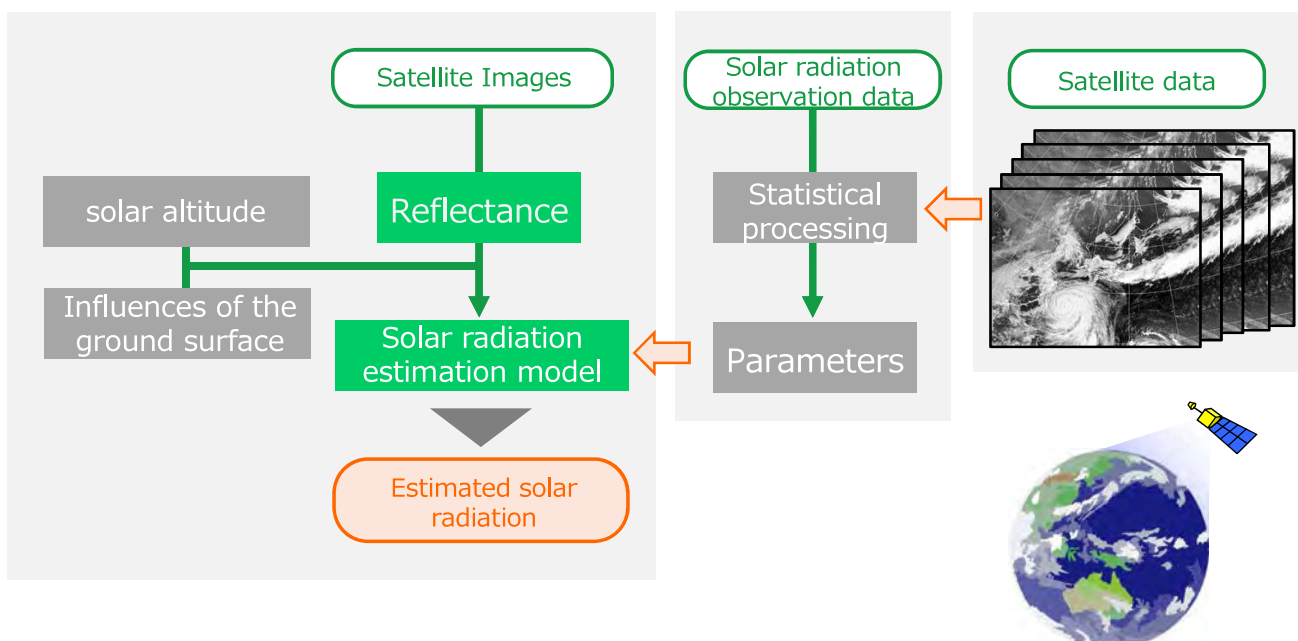 Satellite Images
solar altitude
Reflectance
Influences of the
ground surface
Solar radiation
estimation model
Estimated solar
radiation
Solar radiation
observation data
Statistical
processing
Parameters
Satellite data